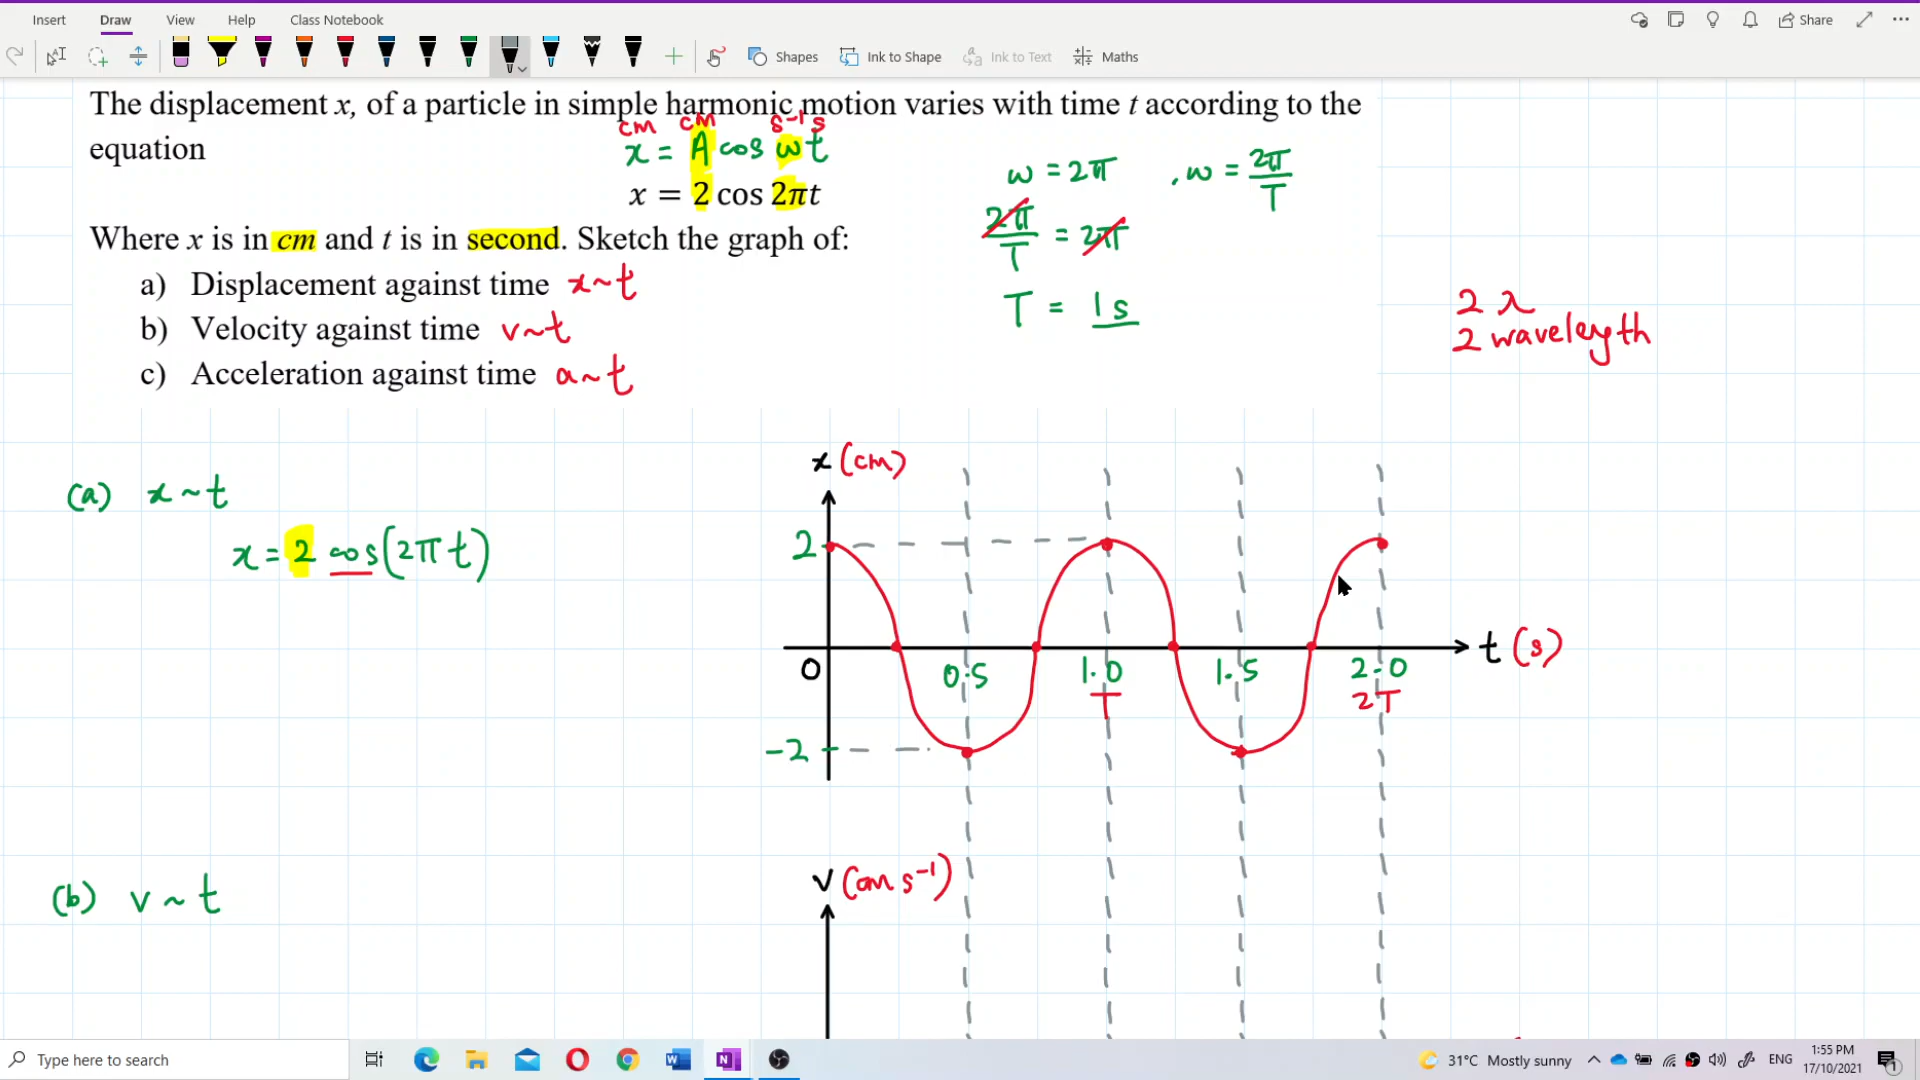 Insert Draw View Help Class Notebook
Share
Shapes Ink to Shape Ink to Text Maths
The displacement x, of a particle in simple harmonic motion varies with time t according to the
equation
cm cm s⁻¹ s
x = A cos ωt
x = 2 cos 2πt
Where x is in cm and t is in second. Sketch the graph of:
a) Displacement against time x~t
b) Velocity against time v~t
c) Acceleration against time a~t
ω = 2π , ω = 2π/T
2π/T = 2π
T = 1s
2 λ
2 wavelength
(a) x ~ t
x = 2 cos(2π t)
x (cm)
2
0 0.5 1.0 1.5 2.0 t (s)
T 2T
-2
(b) v ~ t
v (cm s⁻¹)
Type here to search
31°C Mostly sunny
ENG
1:55 PM
17/10/2021
1